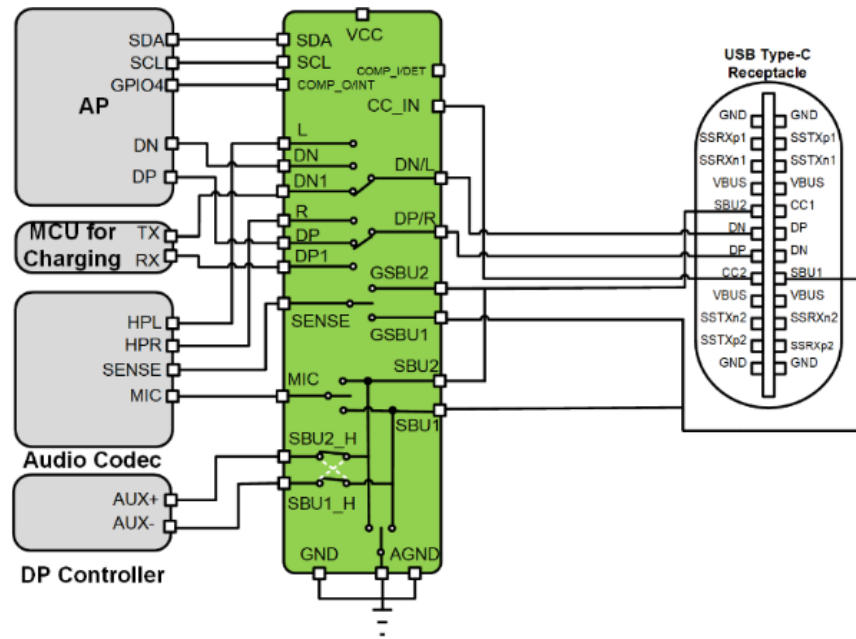 AP
SDA
SCL
GPIO4
DN
DP
MCU for
Charging
TX
RX
HPL
HPR
SENSE
MIC
Audio Codec
AUX+
AUX-
DP Controller
VCC
SDA
SCL
COMP_O/INT
COMP_I/DET
CC_IN
L
DN
DN1
DN/L
R
DP
DP1
DP/R
GSBU2
SENSE
GSBU1
MIC
SBU2
SBU1
SBU2_H
SBU1_H
GND
AGND
USB Type-C
Receptacle
GND GND
SSRXp1 SSTXp1
SSRXn1 SSTXn1
VBUS VBUS
SBU2 CC1
DN DP
DP DN
CC2 SBU1
VBUS VBUS
SSTXn2 SSRXn2
SSTXp2 SSRXp2
GND GND